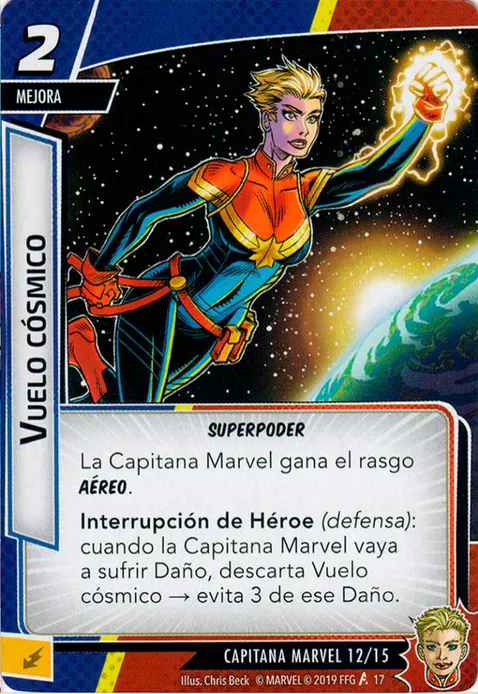 2
MEJORA
VUELO CÓSMICO
SUPERPODER
La Capitana Marvel gana el rasgo
AÉREO.
Interrupción de Héroe (defensa):
cuando la Capitana Marvel vaya
a sufrir Daño, descarta Vuelo
cósmico → evita 3 de ese Daño.
CAPITANA MARVEL 12/15
Illus. Chris Beck © MARVEL © 2019 FFG 17